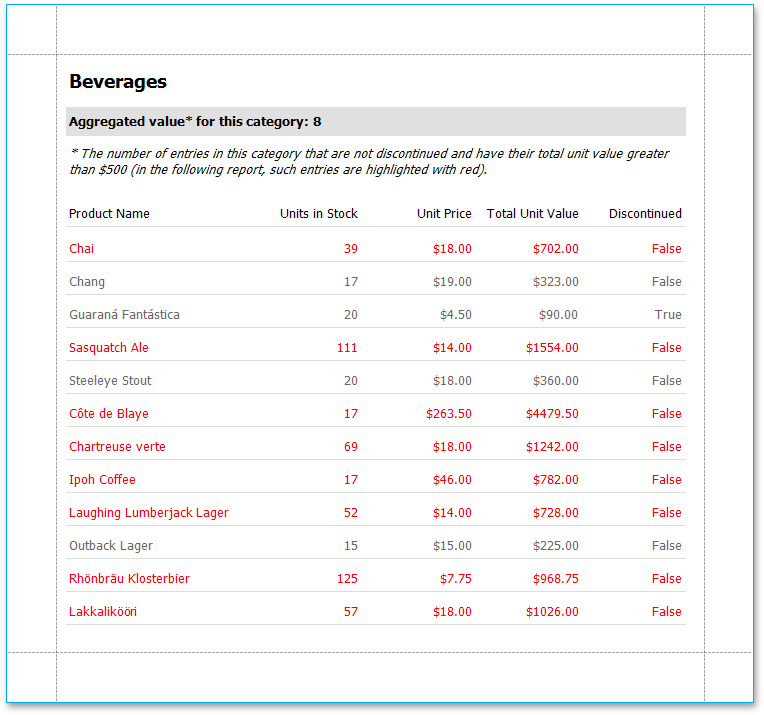 Beverages
Aggregated value* for this category: 8
* The number of entries in this category that are not discontinued and have their total unit value greater
than $500 (in the following report, such entries are highlighted with red).
Product Name Units in Stock Unit Price Total Unit Value Discontinued
Chai 39 $18.00 $702.00 False
Chang 17 $19.00 $323.00 False
Guaraná Fantástica 20 $4.50 $90.00 True
Sasquatch Ale 111 $14.00 $1554.00 False
Steeleye Stout 20 $18.00 $360.00 False
Côte de Blaye 17 $263.50 $4479.50 False
Chartreuse verte 69 $18.00 $1242.00 False
Ipoh Coffee 17 $46.00 $782.00 False
Laughing Lumberjack Lager 52 $14.00 $728.00 False
Outback Lager 15 $15.00 $225.00 False
Rhönbräu Klosterbier 125 $7.75 $968.75 False
Lakkalikööri 57 $18.00 $1026.00 False